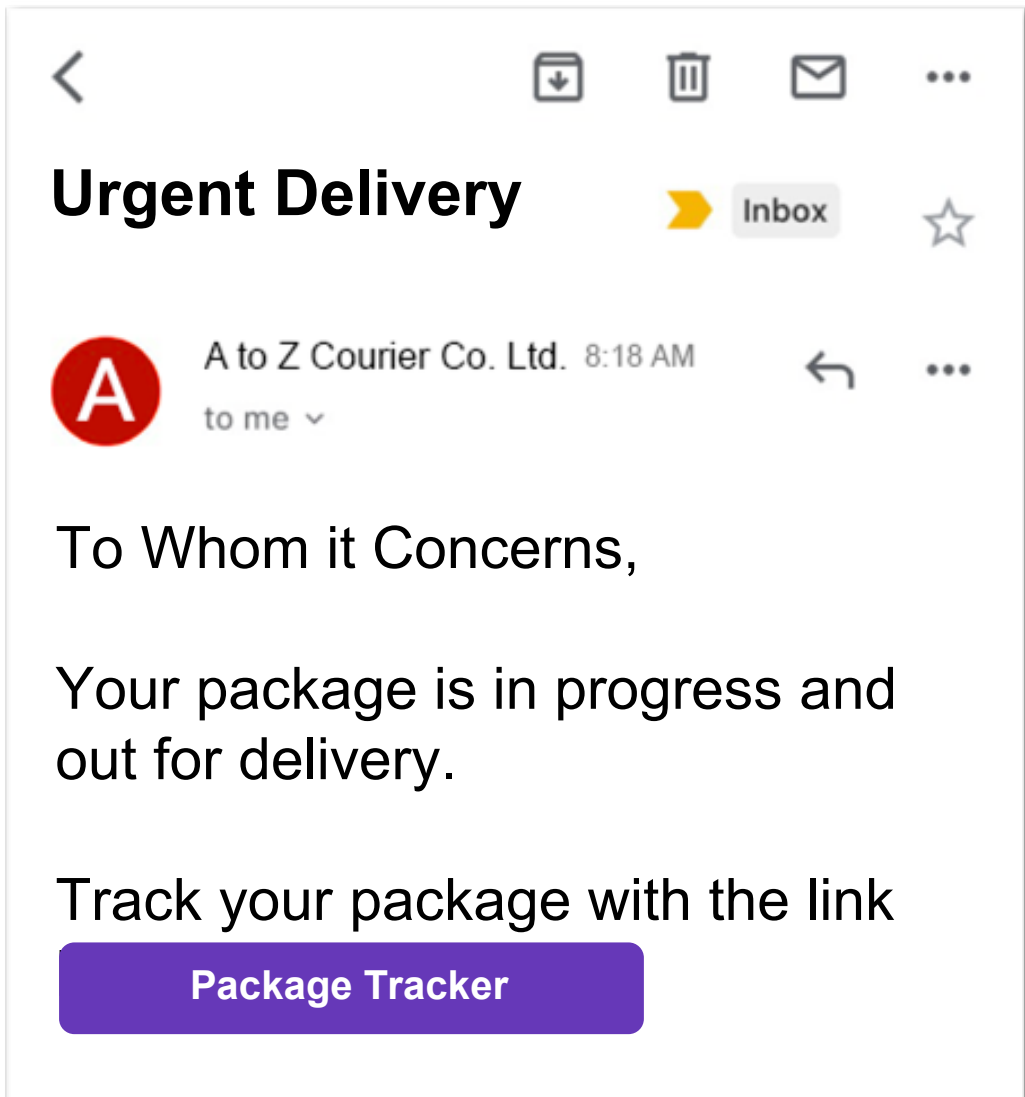 Urgent Delivery
Inbox
A
A to Z Courier Co. Ltd. 8:18 AM
to me
To Whom it Concerns,
Your package is in progress and
out for delivery.
Track your package with the link
Package Tracker